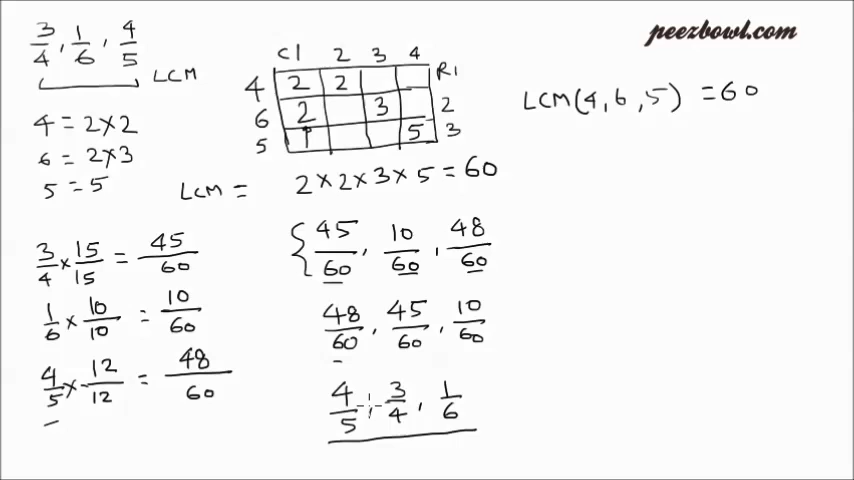 peezbowl.com
3/4, 1/6, 4/5
LCM
C1 2 3 4
4 2 2 R1
6 2 3 2
5 1 5 3
LCM(4, 6, 5) = 60
4 = 2×2
6 = 2×3
5 = 5
LCM = 2×2×3×5 = 60
3/4 × 15/15 = 45/60
1/6 × 10/10 = 10/60
4/5 × 12/12 = 48/60
45/60, 10/60, 48/60
48/60, 45/60, 10/60
4/5, 3/4, 1/6